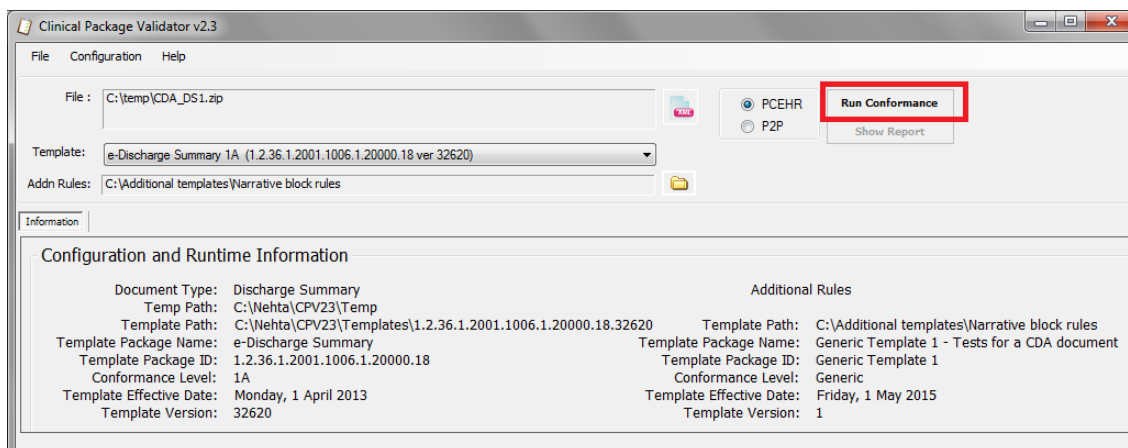 Clinical Package Validator v2.3
File Configuration Help
File : C:\temp\CDA_DS1.zip
XML
PCEHR
P2P
Run Conformance
Show Report
Template: e-Discharge Summary 1A (1.2.36.1.2001.1006.1.20000.18 ver 32620)
Addn Rules: C:\Additional templates\Narrative block rules
Information
Configuration and Runtime Information
Document Type: Discharge Summary
Temp Path: C:\Nehta\CPV23\Temp
Template Path: C:\Nehta\CPV23\Templates\1.2.36.1.2001.1006.1.20000.18.32620
Template Package Name: e-Discharge Summary
Template Package ID: 1.2.36.1.2001.1006.1.20000.18
Conformance Level: 1A
Template Effective Date: Monday, 1 April 2013
Template Version: 32620
Additional Rules
Template Path: C:\Additional templates\Narrative block rules
Template Package Name: Generic Template 1 - Tests for a CDA document
Template Package ID: Generic Template 1
Conformance Level: Generic
Template Effective Date: Friday, 1 May 2015
Template Version: 1